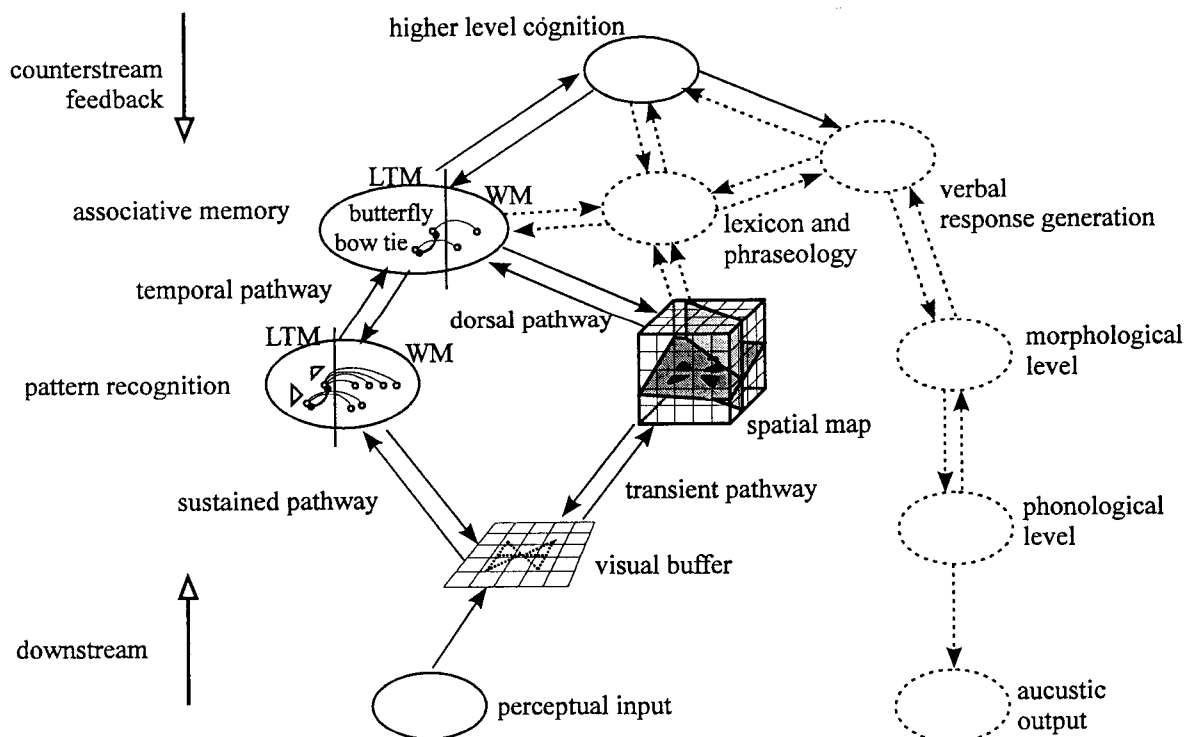 higher level cognition
counterstream
feedback
LTM
WM
associative memory
butterfly
bow tie
lexicon and
phraseology
verbal
response generation
temporal pathway
dorsal pathway
LTM
WM
pattern recognition
spatial map
morphological
level
sustained pathway
transient pathway
phonological
level
visual buffer
downstream
perceptual input
aucustic
output